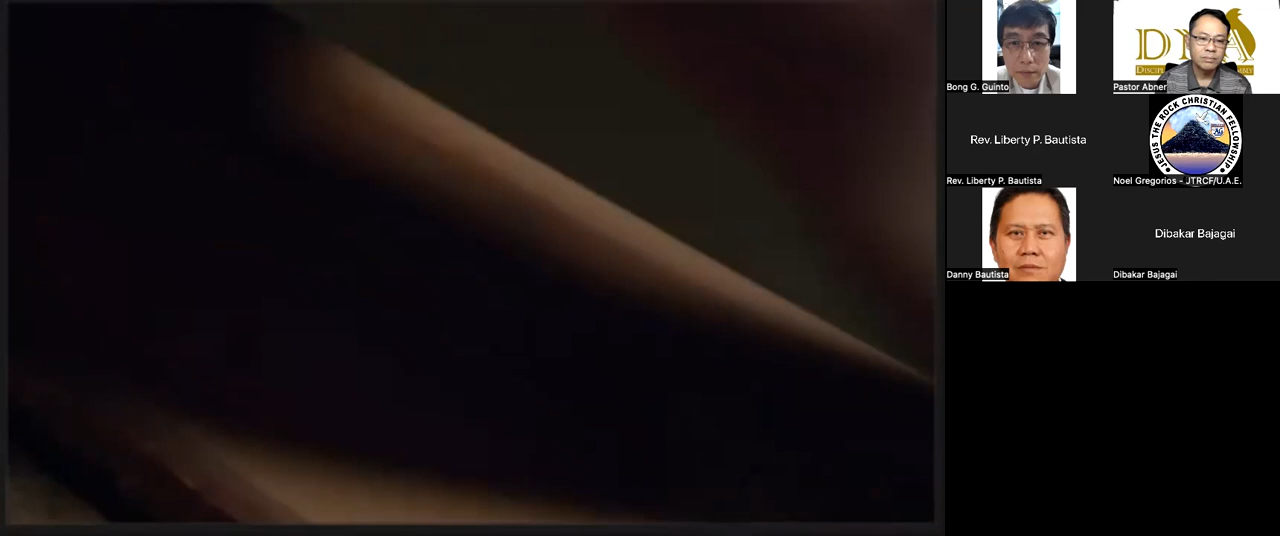 Bong G. Guinto
D N A
Pastor Abner
Rev. Liberty P. Bautista
Rev. Liberty P. Bautista
JESUS THE ROCK CHRISTIAN FELLOWSHIP
Noel Gregorios - JTRCF/U.A.E.
Danny Bautista
Dibakar Bajagai
Dibakar Bajagai